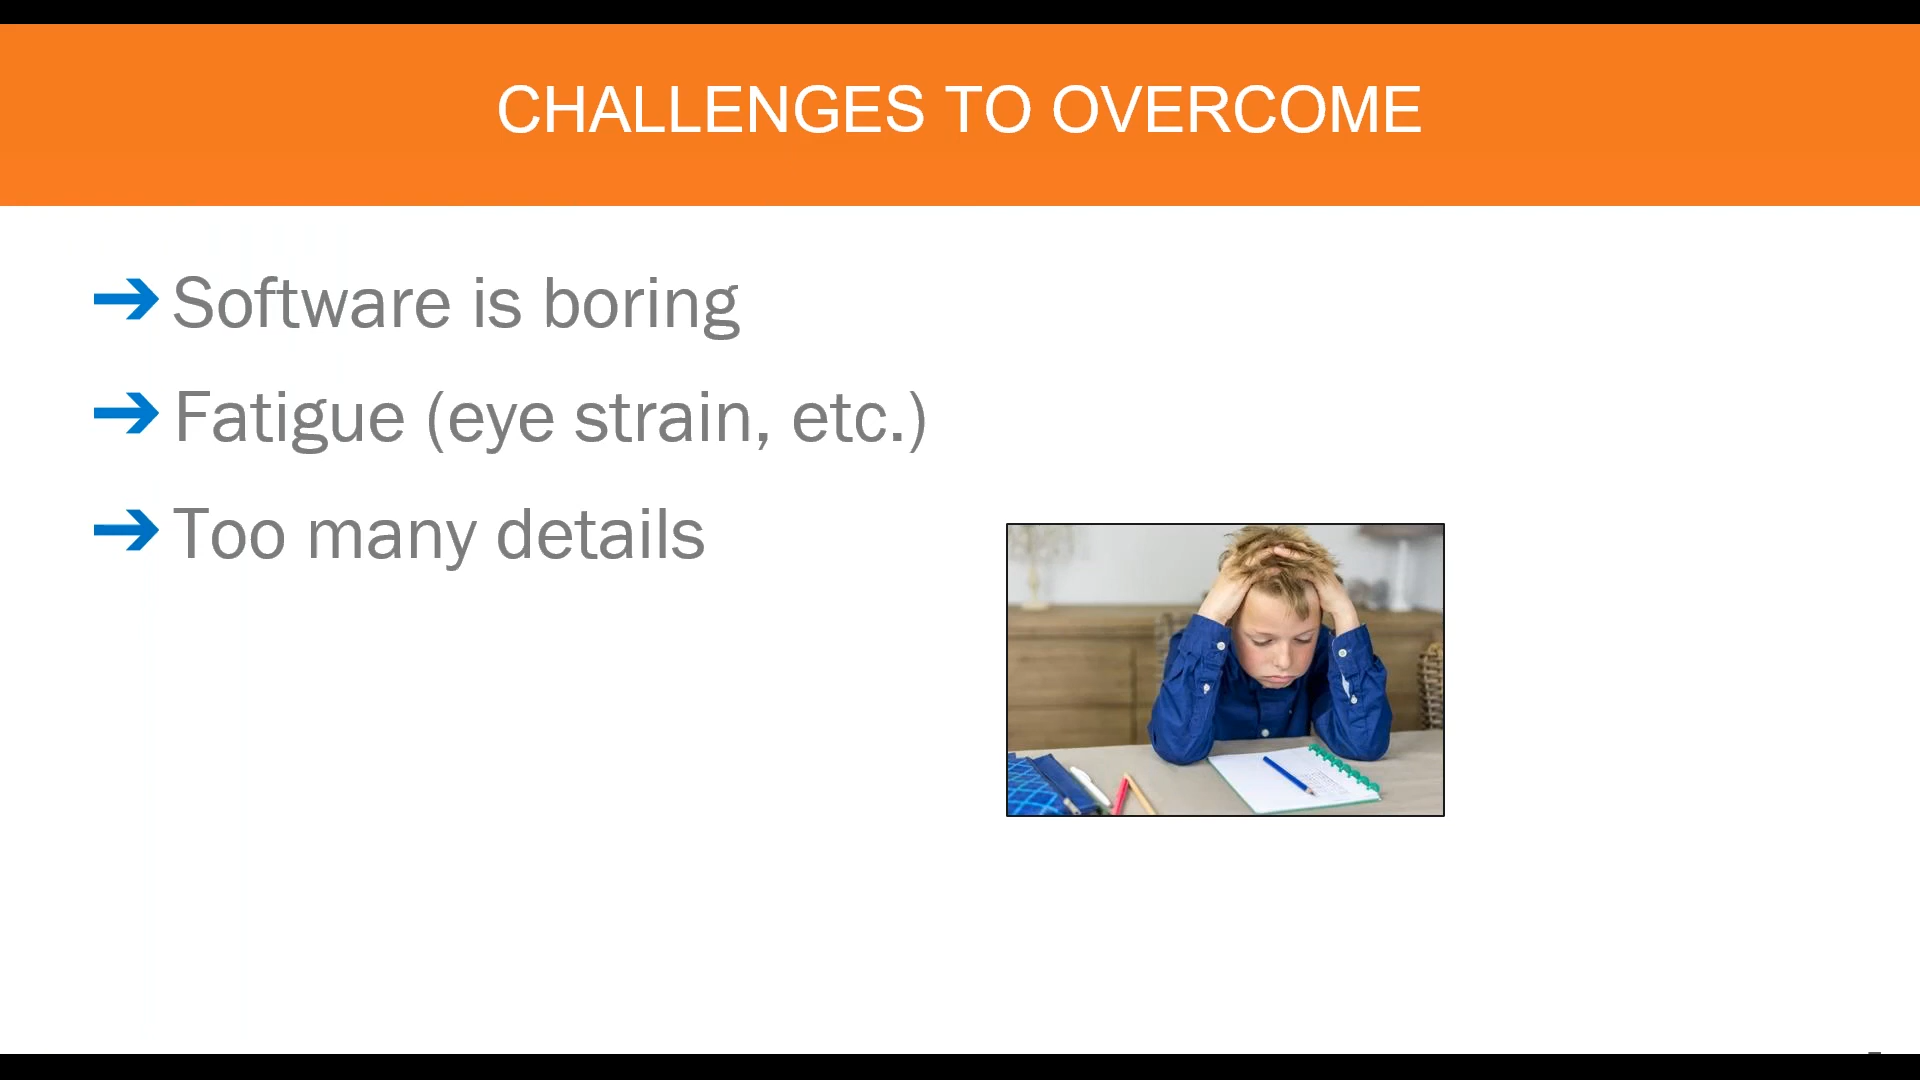 CHALLENGES TO OVERCOME
Software is boring
Fatigue (eye strain, etc.)
Too many details